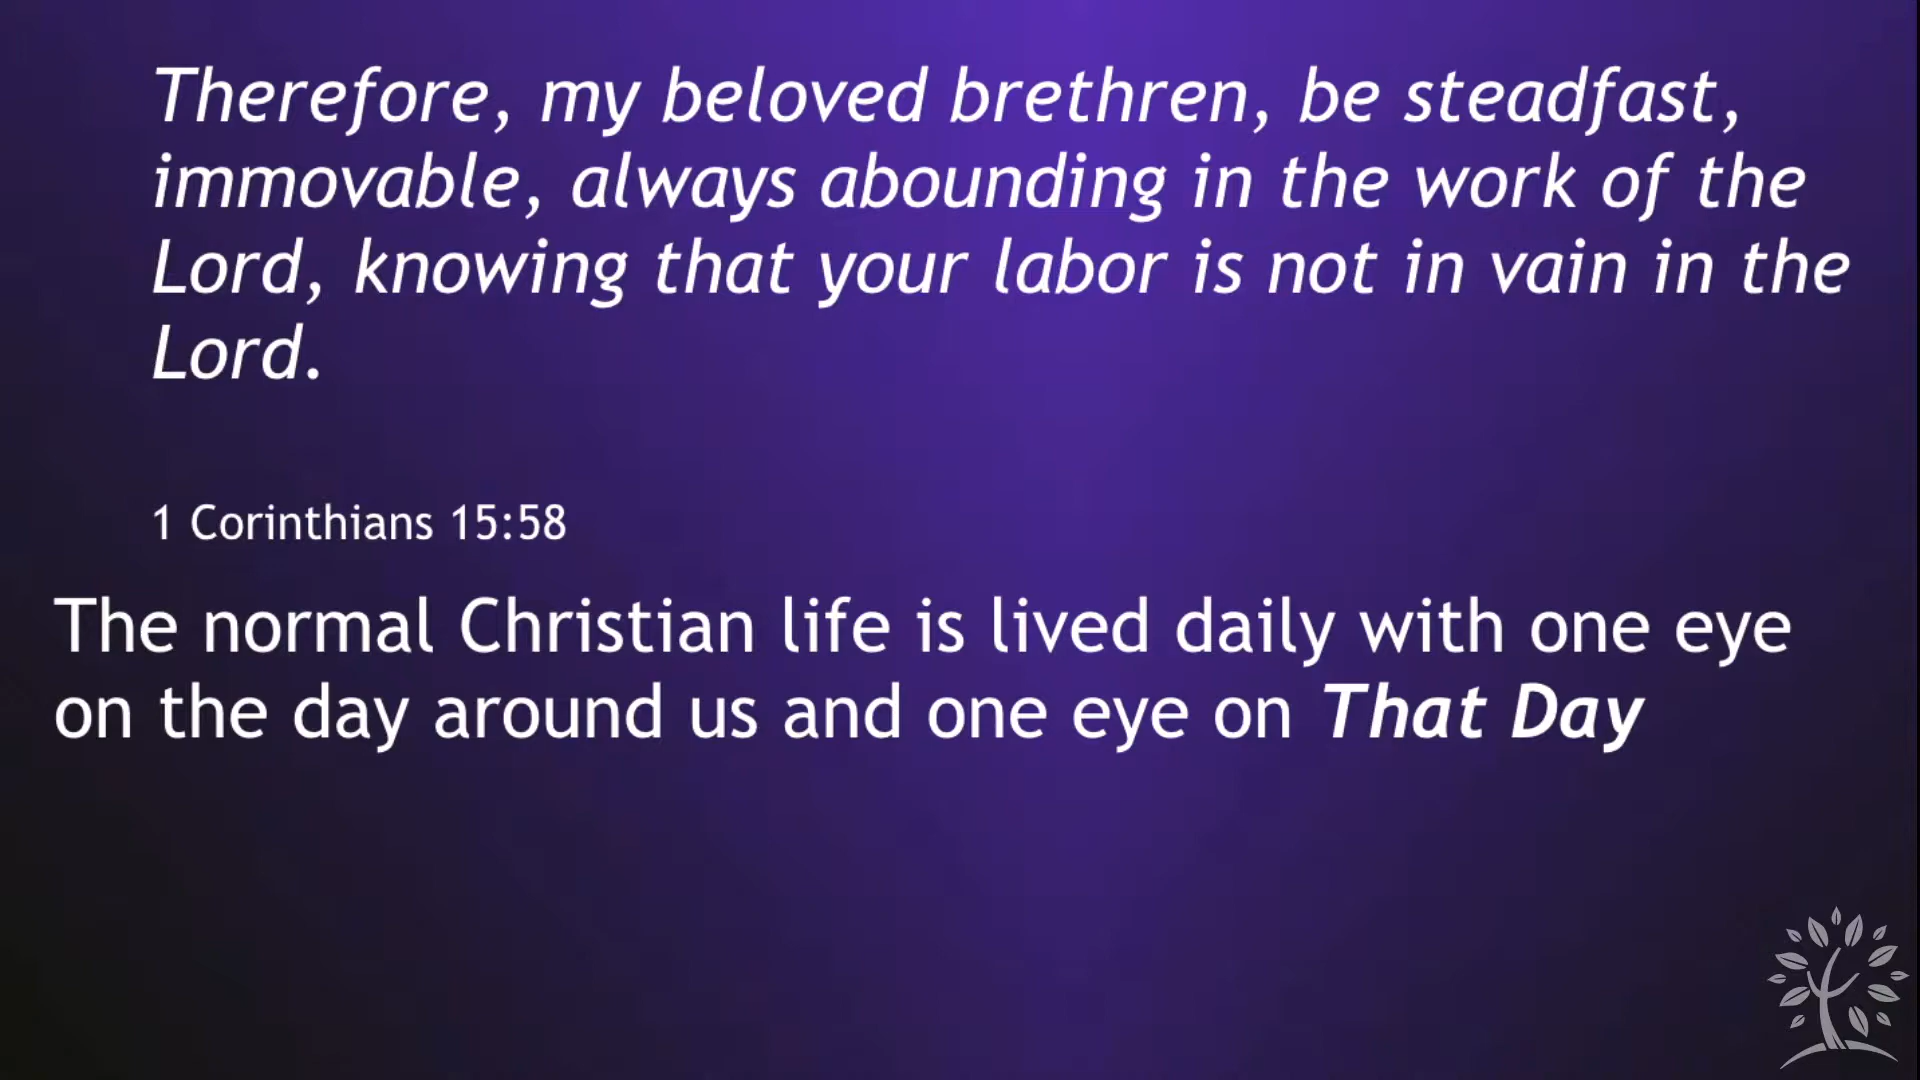 Therefore, my beloved brethren, be steadfast,
immovable, always abounding in the work of the
Lord, knowing that your labor is not in vain in the
Lord.
1 Corinthians 15:58
The normal Christian life is lived daily with one eye
on the day around us and one eye on That Day